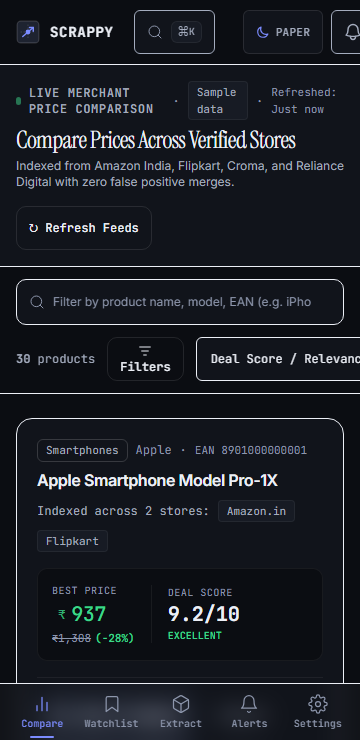 SCRAPPY
⌘K
PAPER
LIVE MERCHANT
PRICE COMPARISON
·
Sample
data
·
Refreshed:
Just now
Compare Prices Across Verified Stores
Indexed from Amazon India, Flipkart, Croma, and Reliance
Digital with zero false positive merges.
↻ Refresh Feeds
Filter by product name, model, EAN (e.g. iPho
30 products
Filters
Deal Score / Relevanc
Smartphones Apple · EAN 8901000000001
Apple Smartphone Model Pro-1X
Indexed across 2 stores: Amazon.in
Flipkart
BEST PRICE
₹ 937
₹1,308 (-28%)
DEAL SCORE
9.2/10
EXCELLENT
Compare
Watchlist
Extract
Alerts
Settings